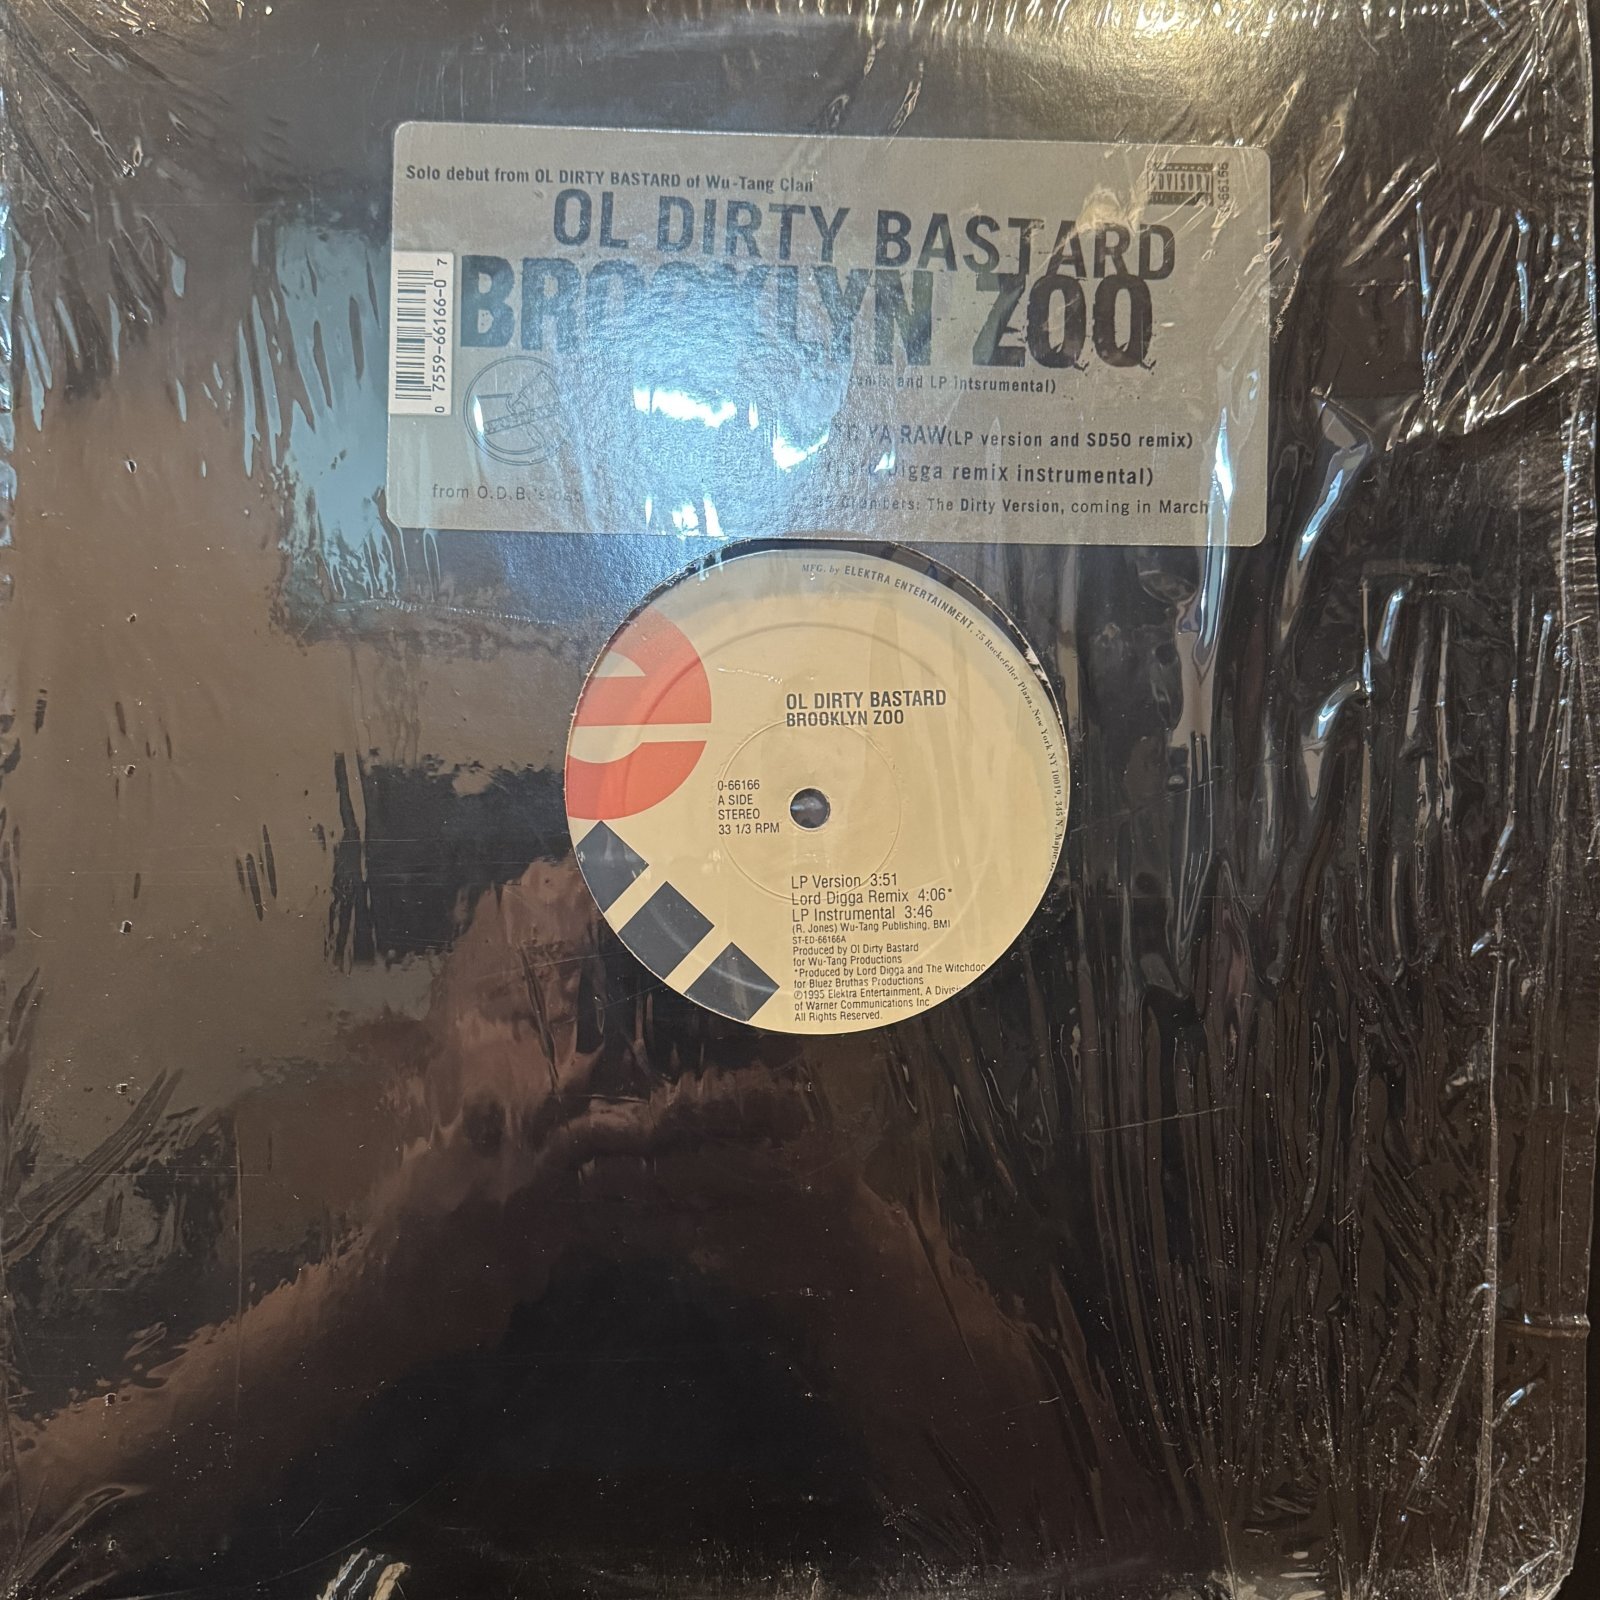 Solo debut from OL DIRTY BASTARD of Wu-Tang Clan
ADVISORY
0-66166
OL DIRTY BASTARD
BROOKLYN ZOO
0 7559-66166-0 7
remix and LP intsrumental)
YA RAW(LP version and SD50 remix)
Digga remix instrumental)
from O.D.B.'s
Chambers: The Dirty Version, coming in March
MFG. by ELEKTRA ENTERTAINMENT, 75 Rockefeller Plaza, New York NY 10019, 345 N. Maple
OL DIRTY BASTARD
BROOKLYN ZOO
0-66166
A SIDE
STEREO
33 1/3 RPM
LP Version 3:51
Lord Digga Remix 4:06*
LP Instrumental 3:46
(R. Jones) Wu-Tang Publishing, BMI
ST-ED-66166A
Produced by Ol Dirty Bastard
for Wu-Tang Productions
*Produced by Lord Digga and The Witchdoc
for Bluez Bruthas Productions
℗1995 Elektra Entertainment, A Divis
of Warner Communications Inc.
All Rights Reserved.